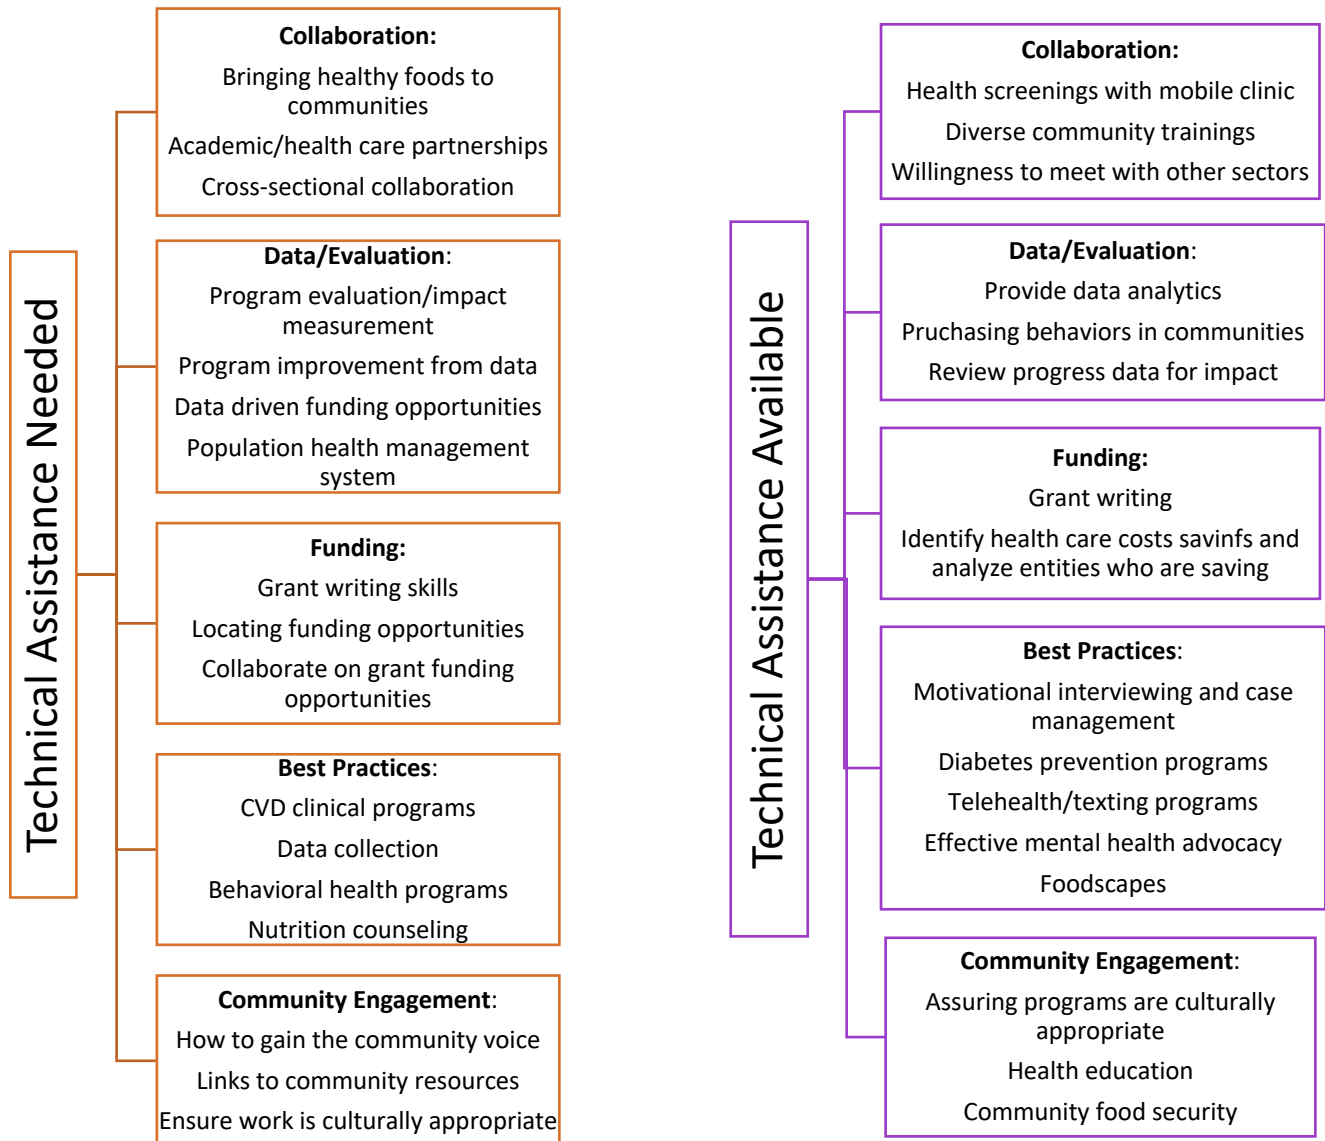 Technical Assistance Needed
Collaboration:
Bringing healthy foods to
communities
Academic/health care partnerships
Cross-sectional collaboration
Data/Evaluation:
Program evaluation/impact
measurement
Program improvement from data
Data driven funding opportunities
Population health management
system
Funding:
Grant writing skills
Locating funding opportunities
Collaborate on grant funding
opportunities
Best Practices:
CVD clinical programs
Data collection
Behavioral health programs
Nutrition counseling
Community Engagement:
How to gain the community voice
Links to community resources
Ensure work is culturally appropriate
Technical Assistance Available
Collaboration:
Health screenings with mobile clinic
Diverse community trainings
Willingness to meet with other sectors
Data/Evaluation:
Provide data analytics
Pruchasing behaviors in communities
Review progress data for impact
Funding:
Grant writing
Identify health care costs savinfs and
analyze entities who are saving
Best Practices:
Motivational interviewing and case
management
Diabetes prevention programs
Telehealth/texting programs
Effective mental health advocacy
Foodscapes
Community Engagement:
Assuring programs are culturally
appropriate
Health education
Community food security